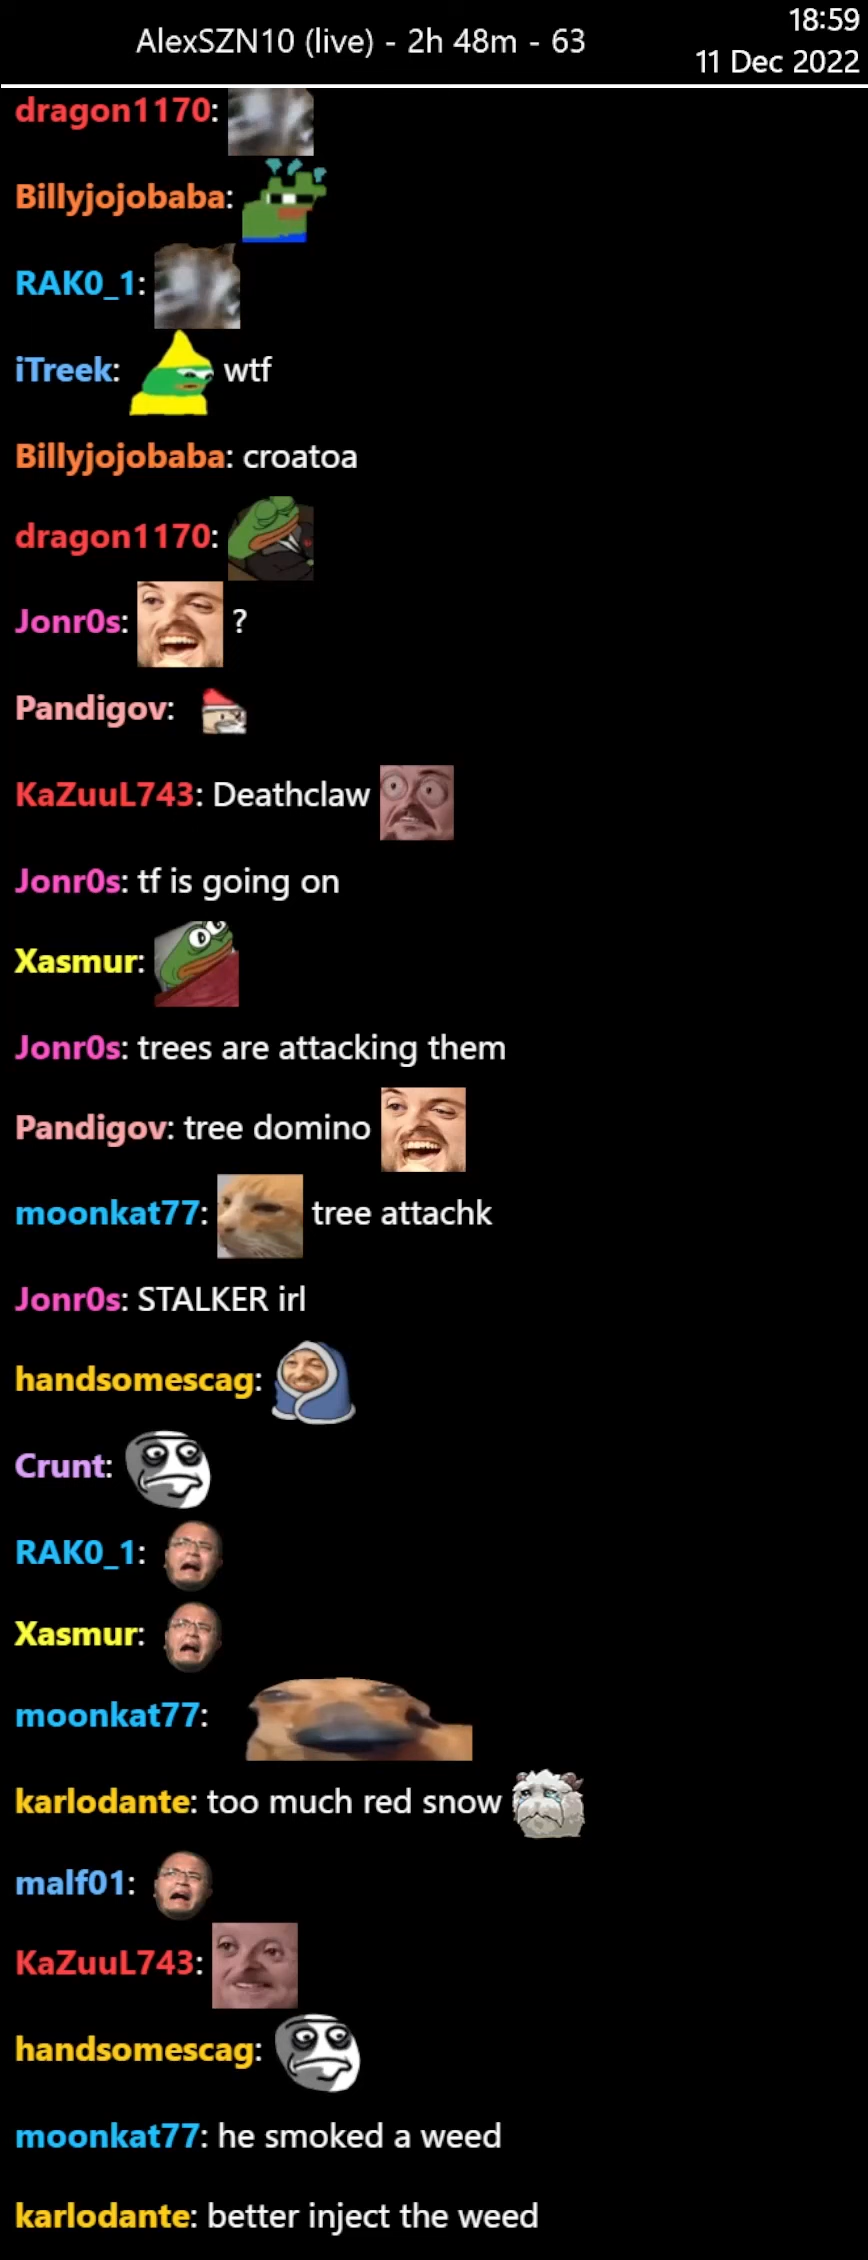 AlexSZN10 (live) - 2h 48m - 63
18:59
11 Dec 2022
dragon1170:
Billyjojobaba:
RAK0_1:
iTreek: wtf
Billyjojobaba: croatoa
dragon1170:
Jonr0s: ?
Pandigov:
KaZuuL743: Deathclaw
Jonr0s: tf is going on
Xasmur:
Jonr0s: trees are attacking them
Pandigov: tree domino
moonkat77: tree attachk
Jonr0s: STALKER irl
handsomescag:
Crunt:
RAK0_1:
Xasmur:
moonkat77:
karlodante: too much red snow
malf01:
KaZuuL743:
handsomescag:
moonkat77: he smoked a weed
karlodante: better inject the weed